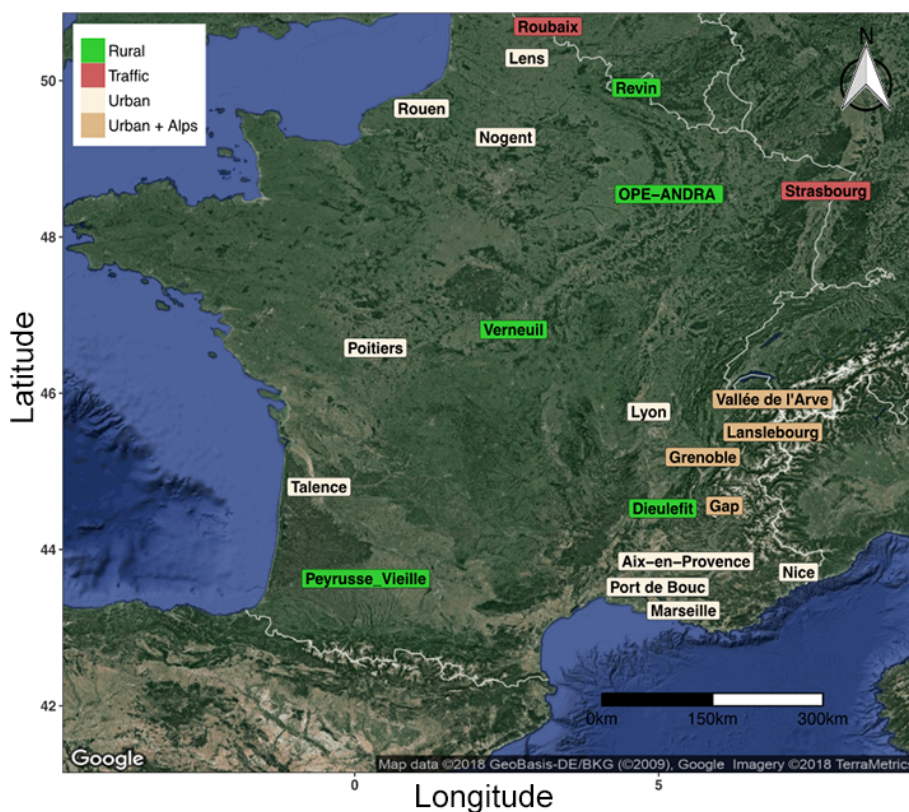 Rural
Traffic
Urban
Urban + Alps
Roubaix
Lens
N
Revin
Rouen
Nogent
OPE-ANDRA
Strasbourg
Verneuil
Poitiers
Vallée de l'Arve
Lyon
Lanslebourg
Grenoble
Talence
Dieulefit
Gap
Aix-en-Provence
Nice
Peyrusse_Vieille
Port de Bouc
Marseille
50
48
46
44
42
Latitude
0km 150km 300km
Google
Map data ©2018 GeoBasis-DE/BKG (©2009), Google Imagery ©2018 TerraMetrics
0 5
Longitude